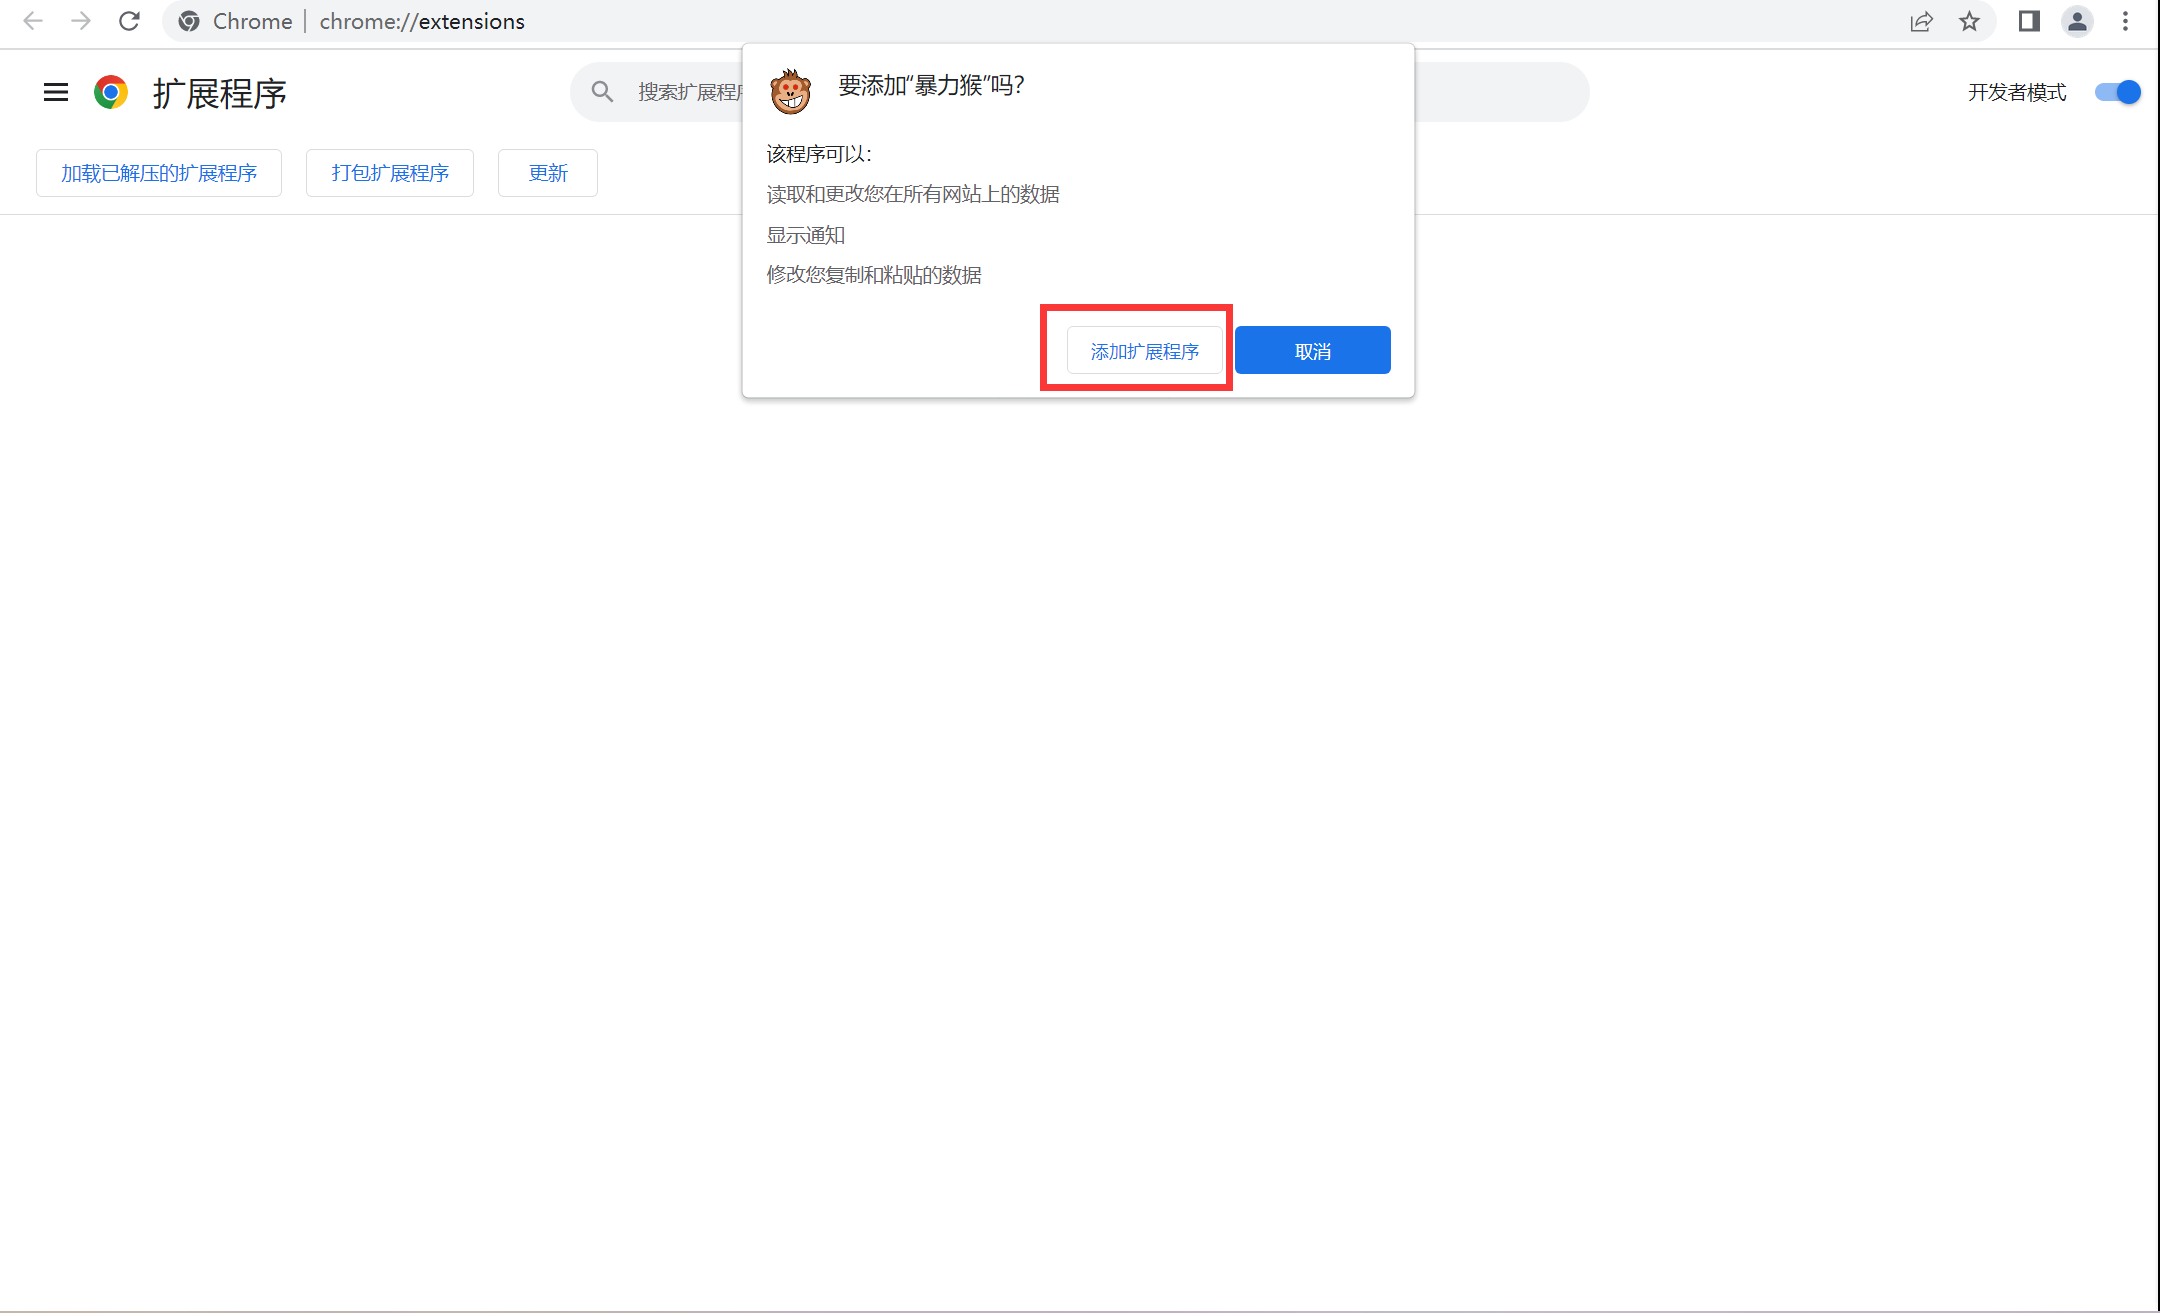 Chrome | chrome://extensions
扩展程序
搜索扩展程序
开发者模式
加载已解压的扩展程序
打包扩展程序
更新
要添加“暴力猴”吗？
该程序可以：
读取和更改您在所有网站上的数据
显示通知
修改您复制和粘贴的数据
添加扩展程序
取消